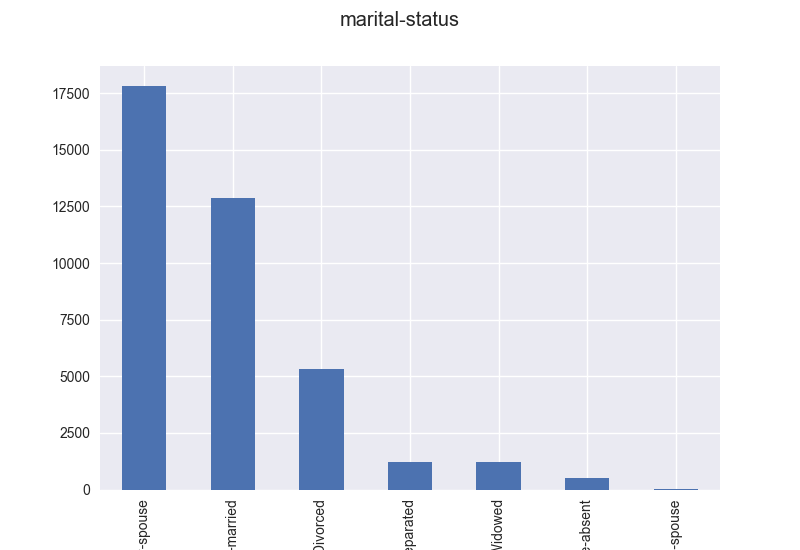 marital-status
17500
15000
12500
10000
7500
5000
2500
0
-spouse
-married
Divorced
eparated
Widowed
e-absent
-spouse